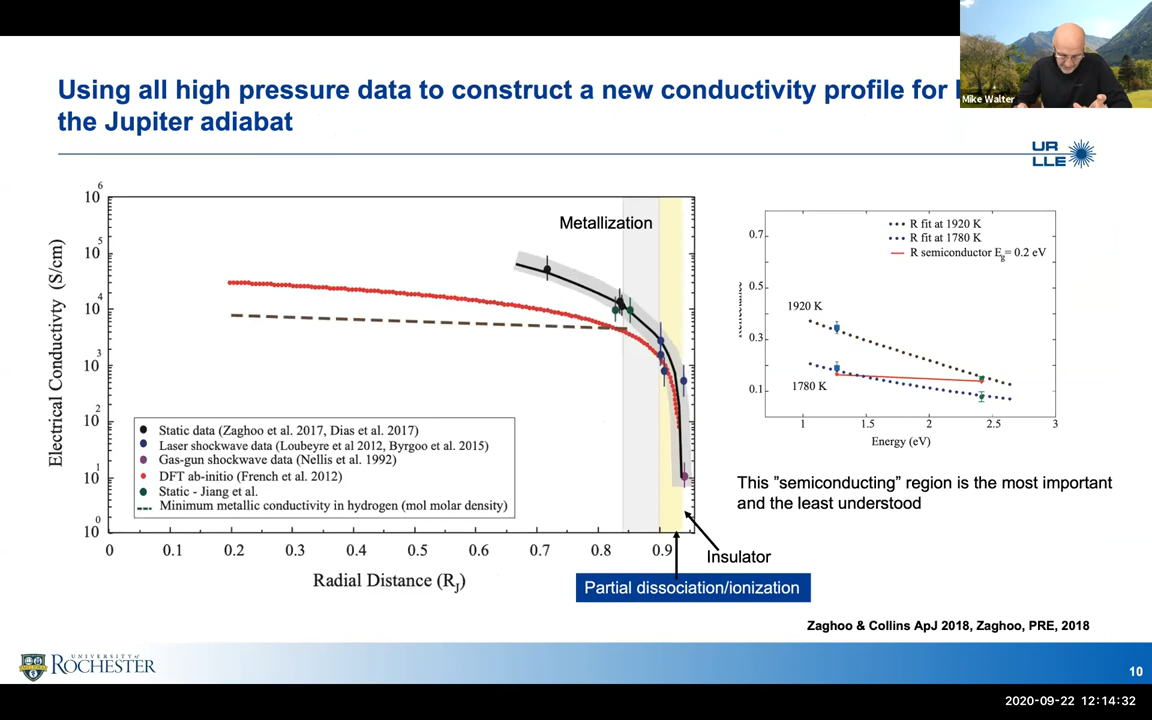 Using all high pressure data to construct a new conductivity profile for
the Jupiter adiabat
Mike Walter
UR
LLE
Metallization
10^6
10^5
10^4
10^3
10^2
10^1
10^0
Electrical Conductivity (S/cm)
Static data (Zaghoo et al. 2017, Dias et al. 2017)
Laser shockwave data (Loubeyre et al 2012, Byrgoo et al. 2015)
Gas-gun shockwave data (Nellis et al. 1992)
DFT ab-initio (French et al. 2012)
Static - Jiang et al.
Minimum metallic conductivity in hydrogen (mol molar density)
0 0.1 0.2 0.3 0.4 0.5 0.6 0.7 0.8 0.9
Radial Distance (R_J)
Insulator
Partial dissociation/ionization
R fit at 1920 K
R fit at 1780 K
R semiconductor E_g= 0.2 eV
0.7
0.5
0.3
0.1
1920 K
1780 K
1 1.5 2 2.5 3
Energy (eV)
This ”semiconducting” region is the most important
and the least understood
Zaghoo & Collins ApJ 2018, Zaghoo, PRE, 2018
UNIVERSITY of
ROCHESTER
10
2020-09-22 12:14:32